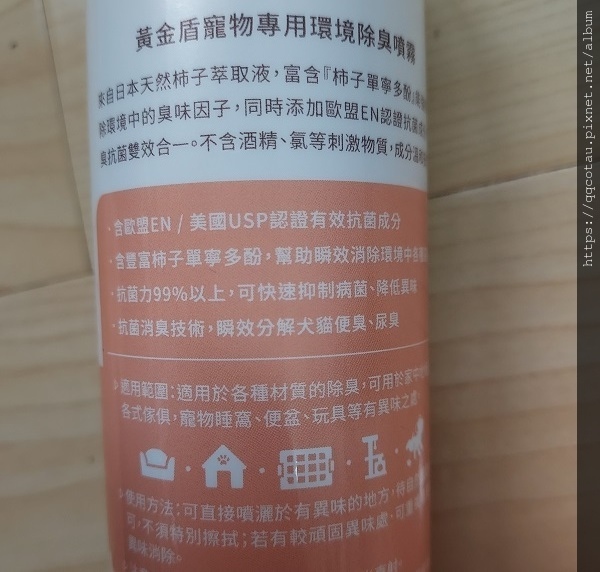 黃金盾寵物專用環境除臭噴霧
來自日本天然柿子萃取液，富含『柿子單寧多酚』
除環境中的臭味因子，同時添加歐盟EN認證抗菌成
臭抗菌雙效合一。不含酒精、氯等刺激物質，成分溫
·含歐盟EN / 美國USP認證有效抗菌成分
·含豐富柿子單寧多酚，幫助瞬效消除環境中各種
·抗菌力99%以上，可快速抑制病菌、降低異味
·抗菌消臭技術，瞬效分解犬貓便臭、尿臭
適用範圍：適用於各種材質的除臭，可用於家中
各式傢俱，寵物睡窩、便盆、玩具等有異味之處。
使用方法：可直接噴灑於有異味的地方，待自
可，不須特別擦拭；若有較頑固異味處，可
異味消除。
https://qqcotau.pixnet.net/album